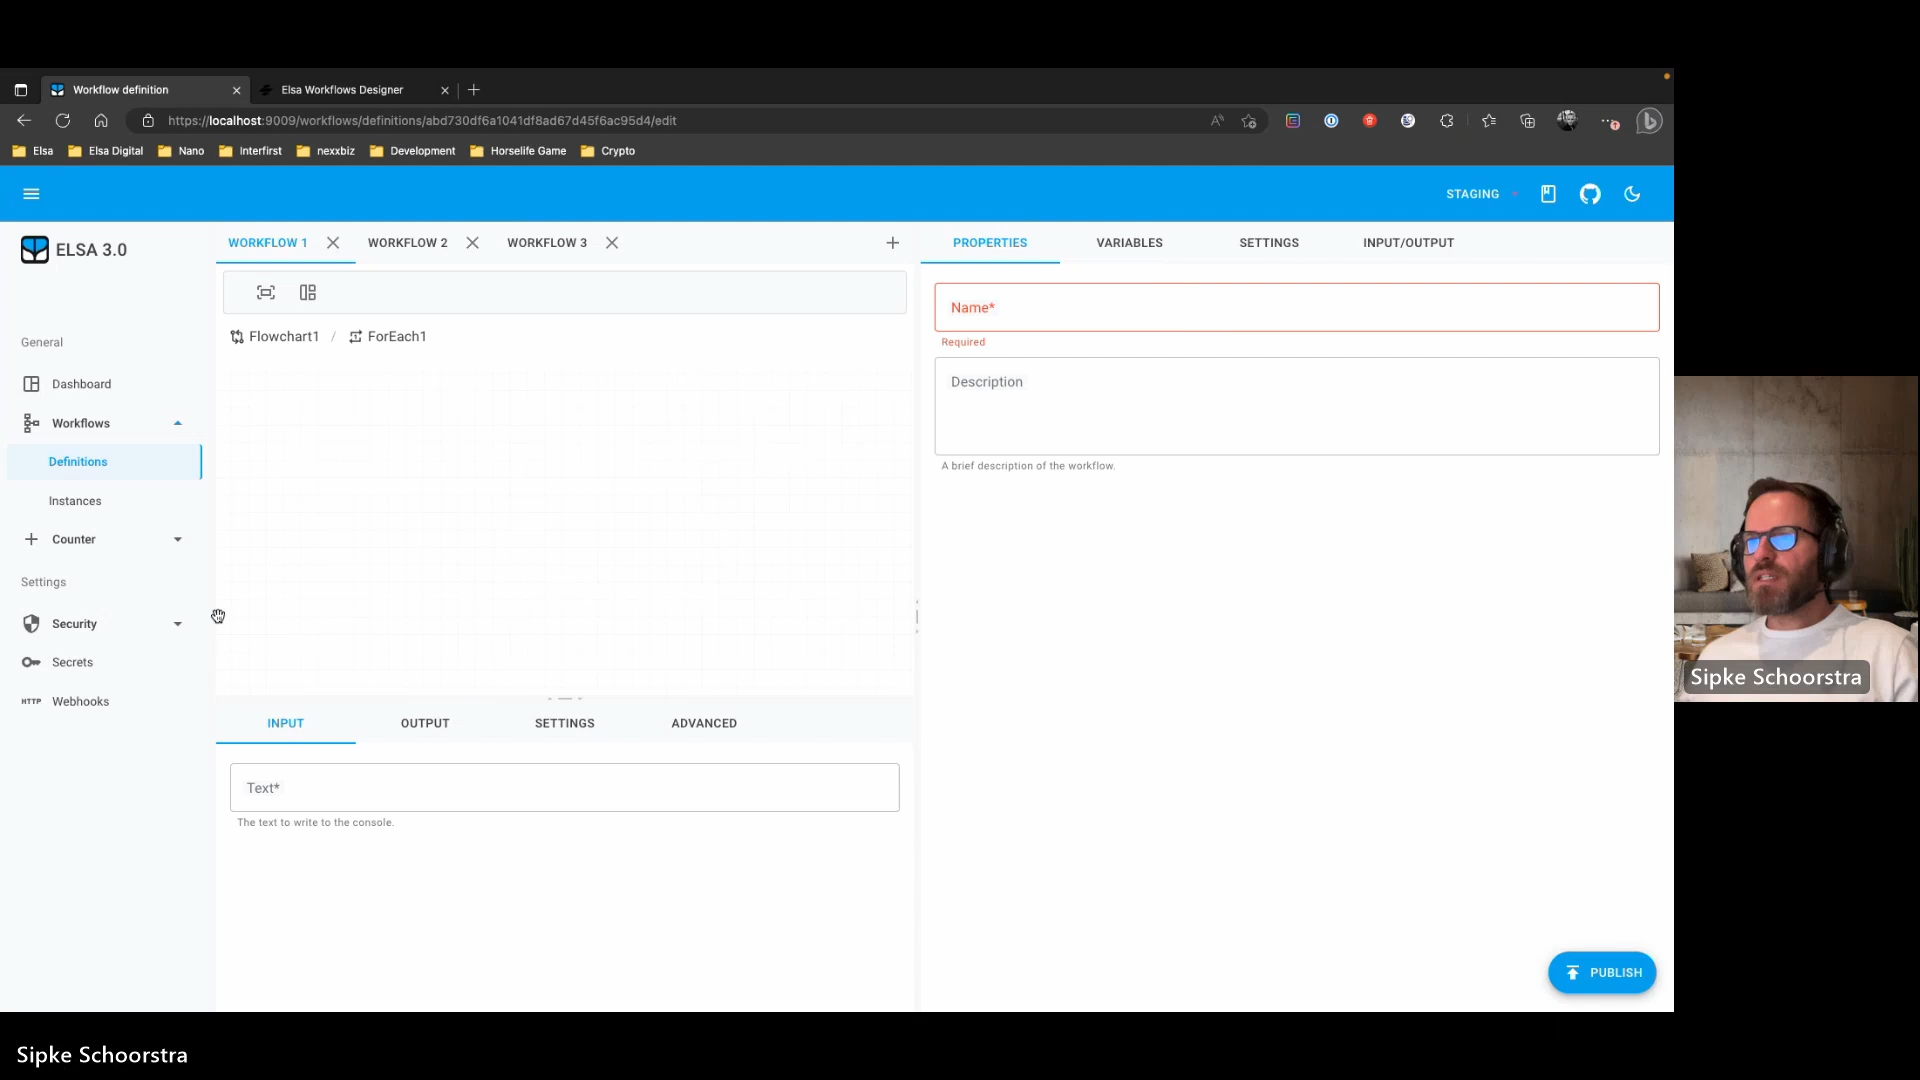 Workflow definition
Elsa Workflows Designer
https://localhost:9009/workflows/definitions/abd730df6a1041df8ad67d45f6ac95d4/edit
Elsa
Elsa Digital
Nano
Interfirst
nexxbiz
Development
Horselife Game
Crypto
STAGING
ELSA 3.0
WORKFLOW 1
WORKFLOW 2
WORKFLOW 3
PROPERTIES
VARIABLES
SETTINGS
INPUT/OUTPUT
Flowchart1 / ForEach1
Name*
Required
Description
A brief description of the workflow.
General
Dashboard
Workflows
Definitions
Instances
Counter
Settings
Security
Secrets
HTTP Webhooks
INPUT
OUTPUT
SETTINGS
ADVANCED
Text*
The text to write to the console.
PUBLISH
Sipke Schoorstra
Sipke Schoorstra